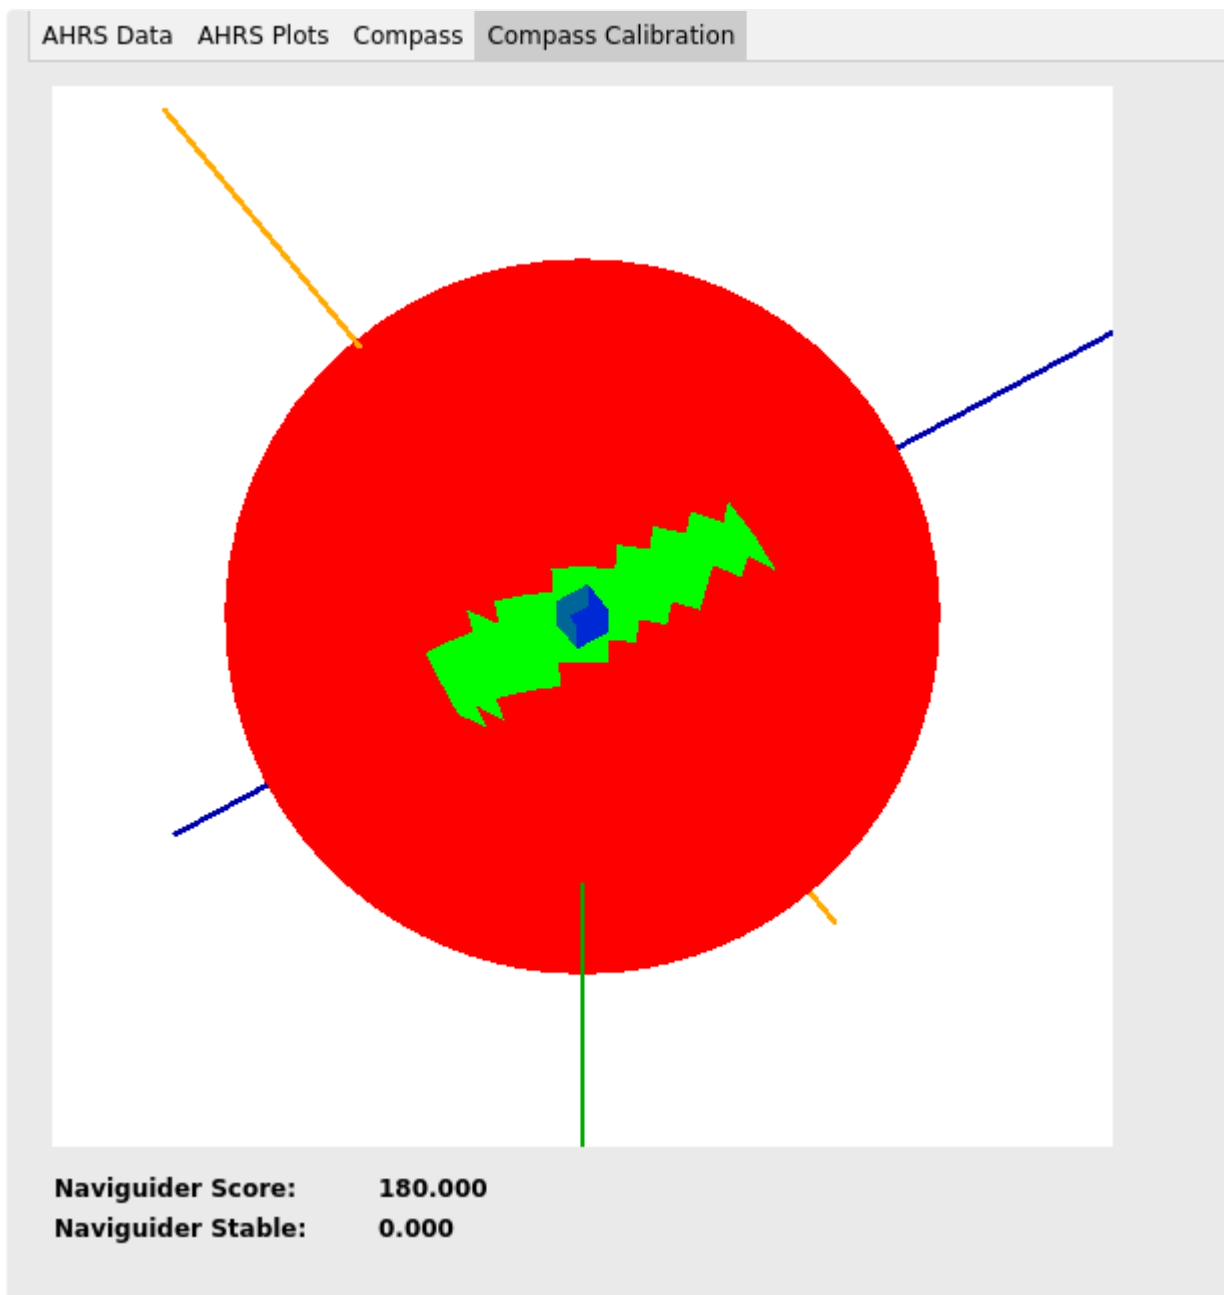 AHRS Data AHRS Plots Compass Compass Calibration
Naviguider Score: 180.000
Naviguider Stable: 0.000